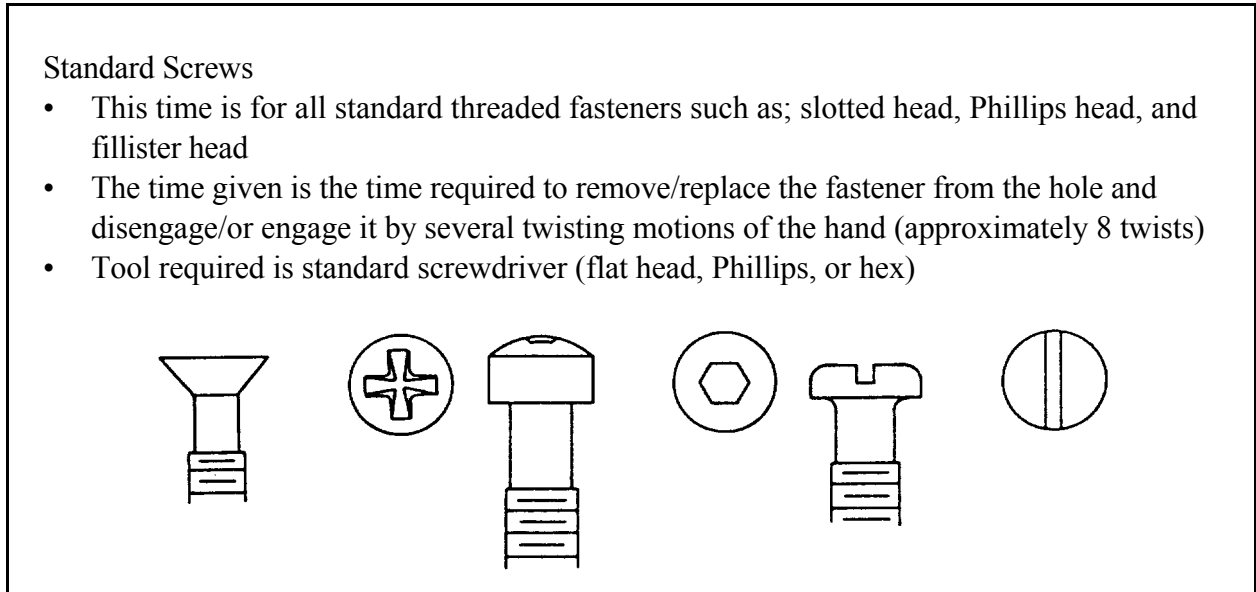 Standard Screws
• This time is for all standard threaded fasteners such as; slotted head, Phillips head, and
fillister head
• The time given is the time required to remove/replace the fastener from the hole and
disengage/or engage it by several twisting motions of the hand (approximately 8 twists)
• Tool required is standard screwdriver (flat head, Phillips, or hex)